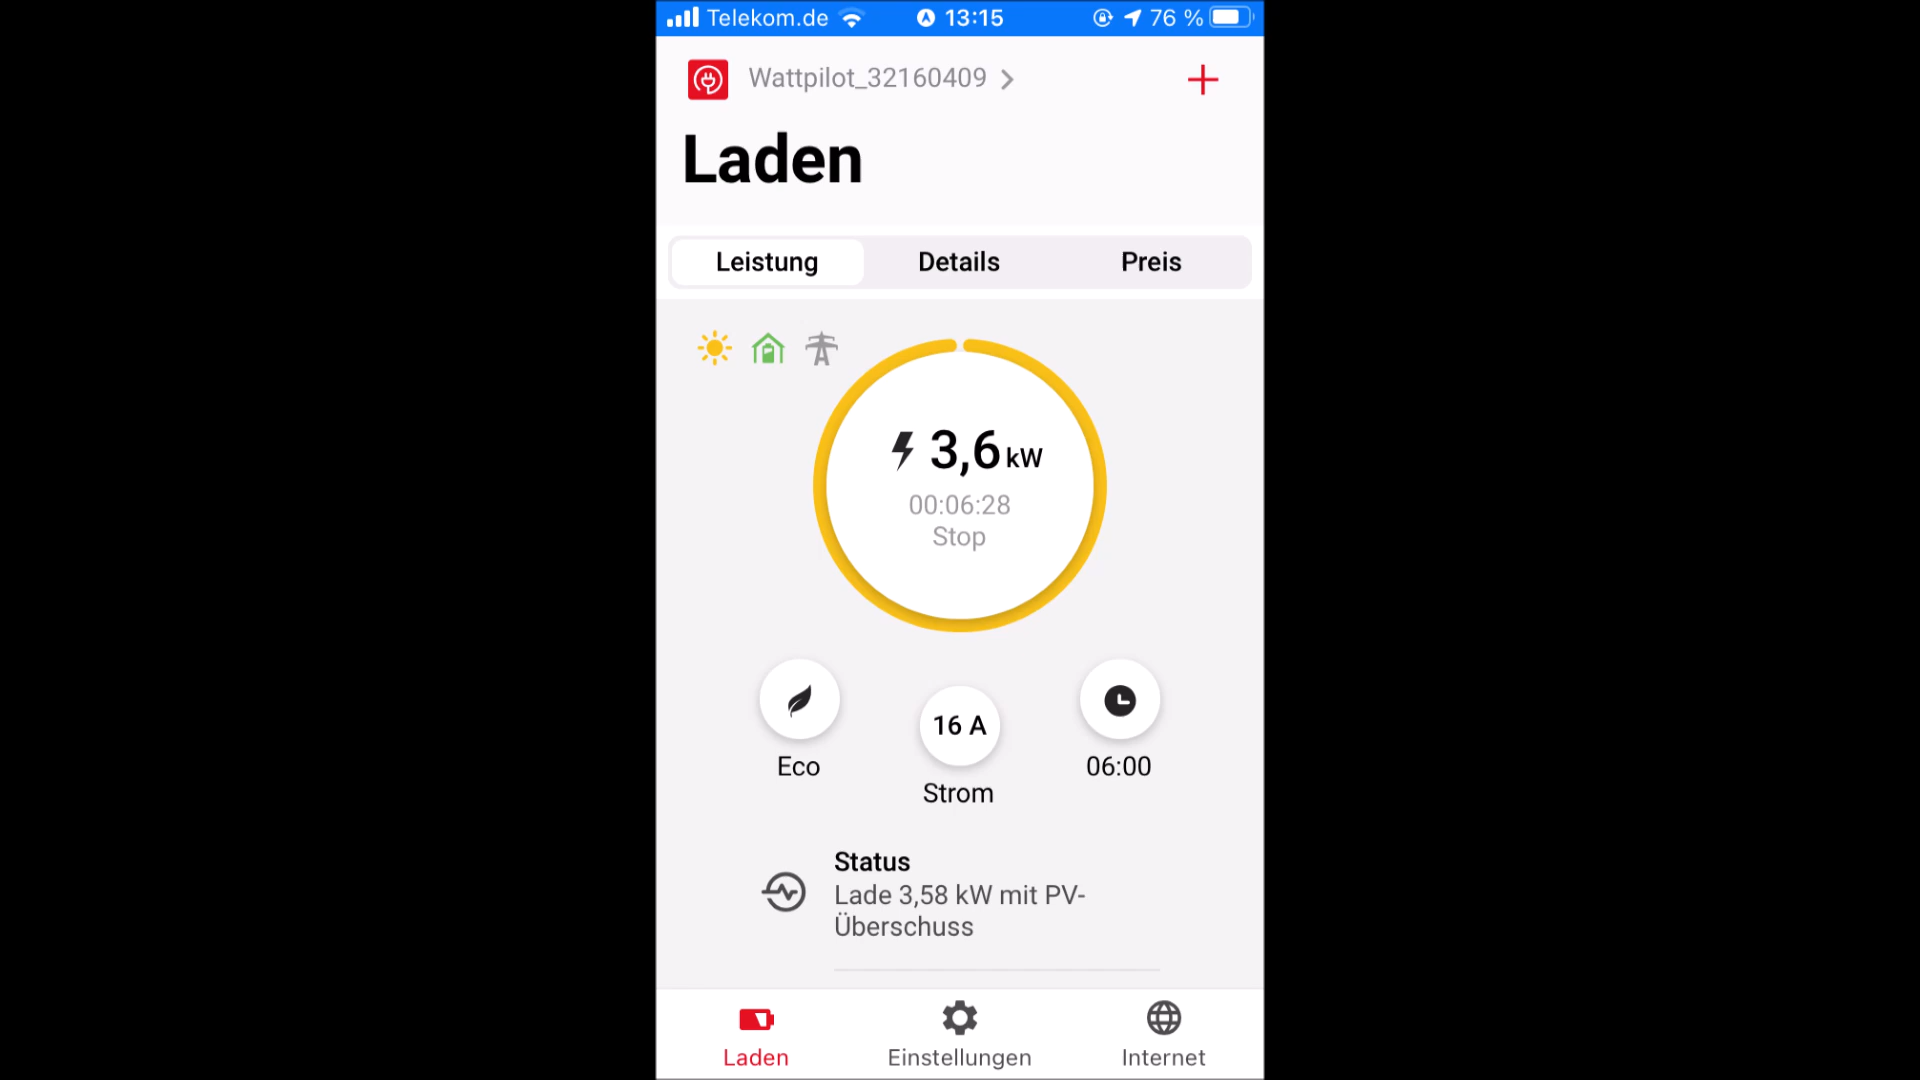 Telekom.de 13:15 76 %
Wattpilot_32160409
Laden
Leistung Details Preis
3,6 kW
00:06:28
Stop
16 A
Eco 06:00
Strom
Status
Lade 3,58 kW mit PV-
Überschuss
Laden Einstellungen Internet